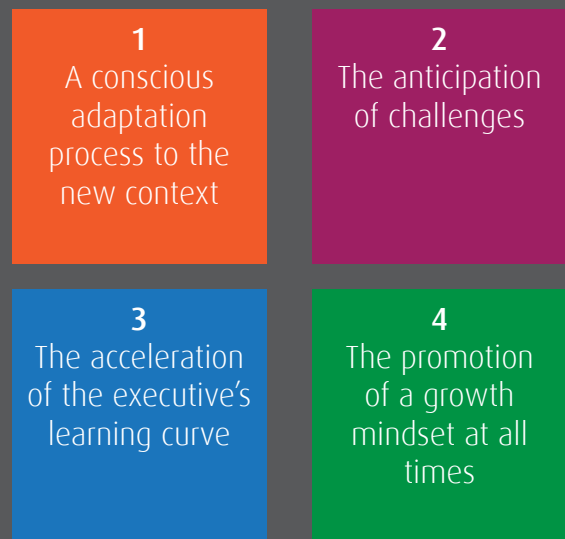 1
A conscious
adaptation
process to the
new context
2
The anticipation
of challenges
3
The acceleration
of the executive’s
learning curve
4
The promotion
of a growth
mindset at all
times